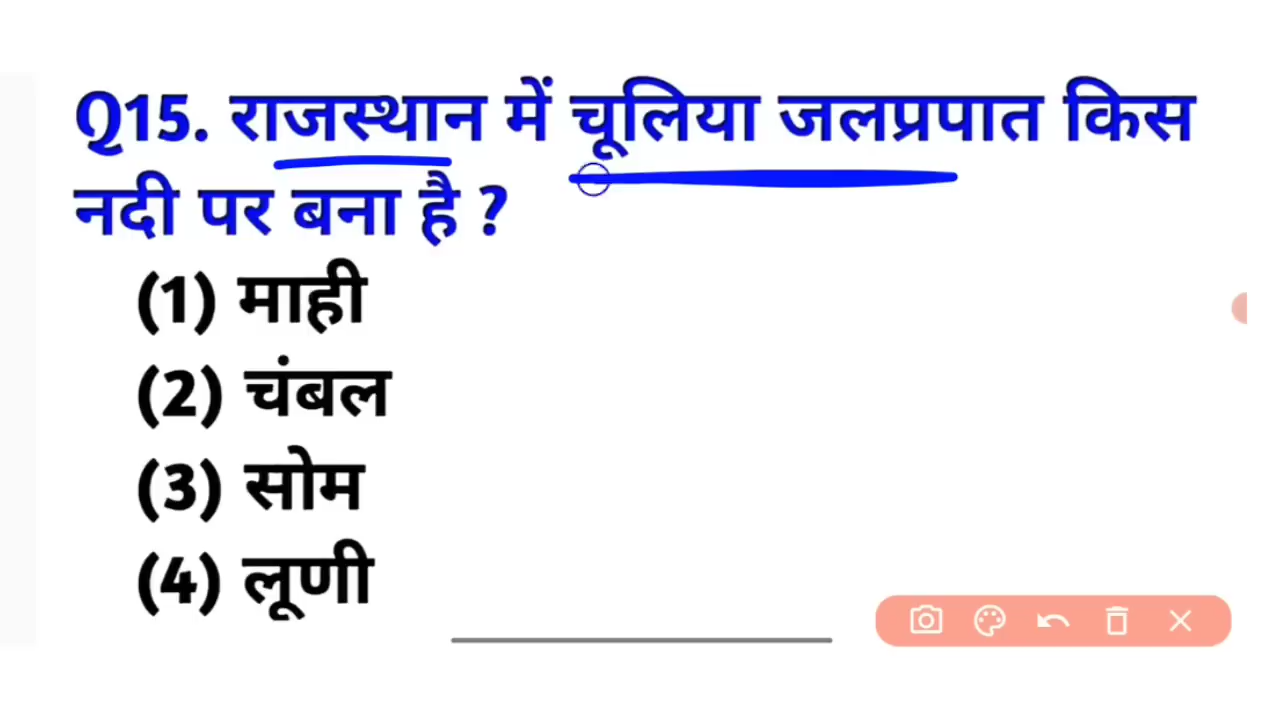 Q15. राजस्थान में चूलिया जलप्रपात किस
नदी पर बना है ?
(1) माही
(2) चंबल
(3) सोम
(4) लूणी